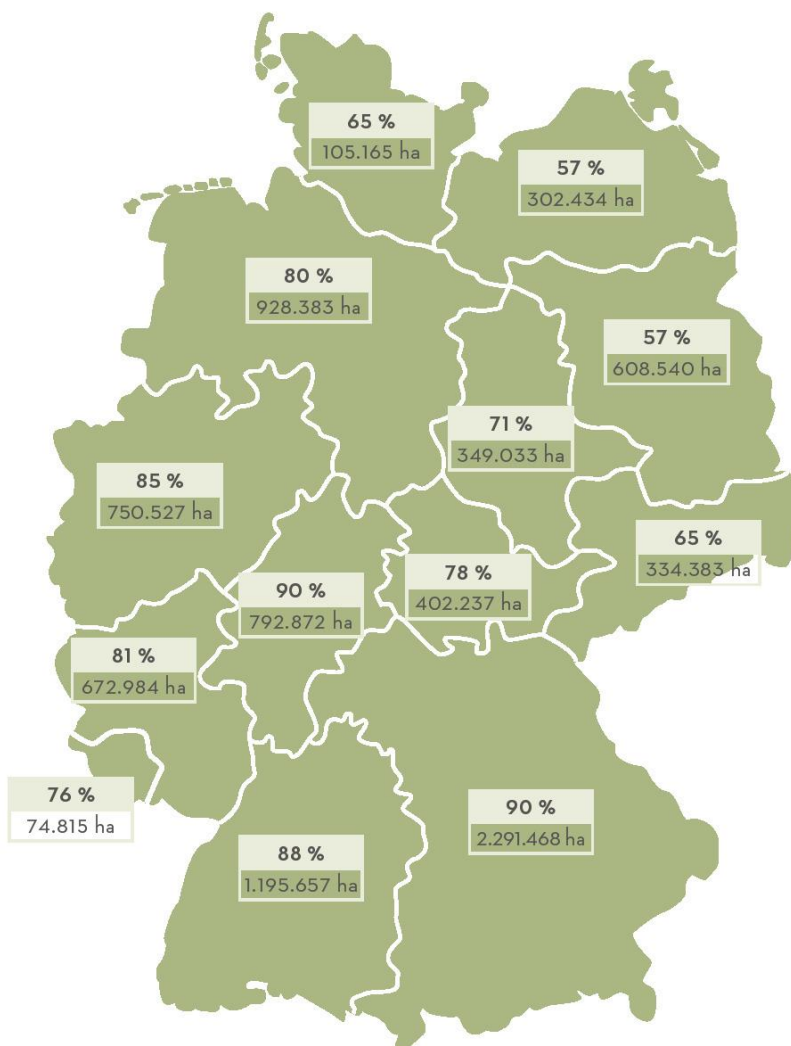 65 %
105.165 ha
57 %
302.434 ha
80 %
928.383 ha
57 %
608.540 ha
71 %
349.033 ha
85 %
750.527 ha
65 %
334.383 ha
78 %
402.237 ha
90 %
792.872 ha
81 %
672.984 ha
76 %
74.815 ha
90 %
2.291.468 ha
88 %
1.195.657 ha